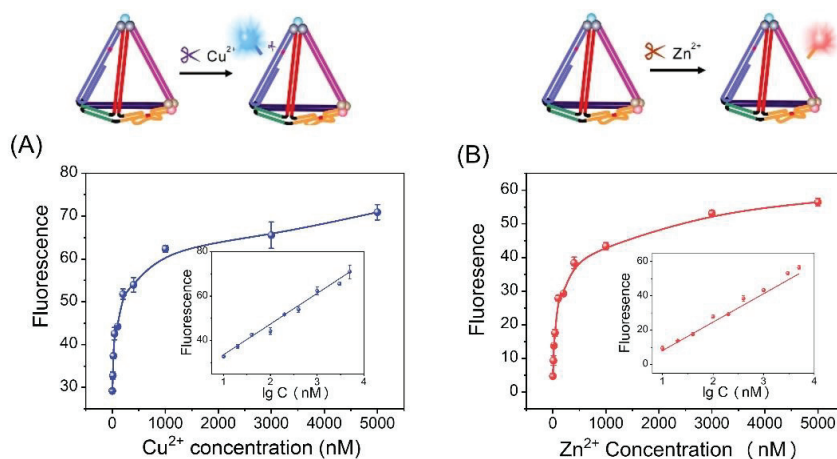 Cu2+
Zn2+
(A)
80
70
60
50
40
30
Fluorescence
0 1000 2000 3000 4000 5000
Cu2+ concentration (nM)
80
60
40
Fluoresence
1 2 3 4
lg C ( nM)
(B)
60
50
40
30
20
10
0
Fluoresence
0 1000 2000 3000 4000 5000
Zn2+ Concentration ( nM)
60
40
20
0
Fluoresence
1 2 3 4
lg C ( nM)